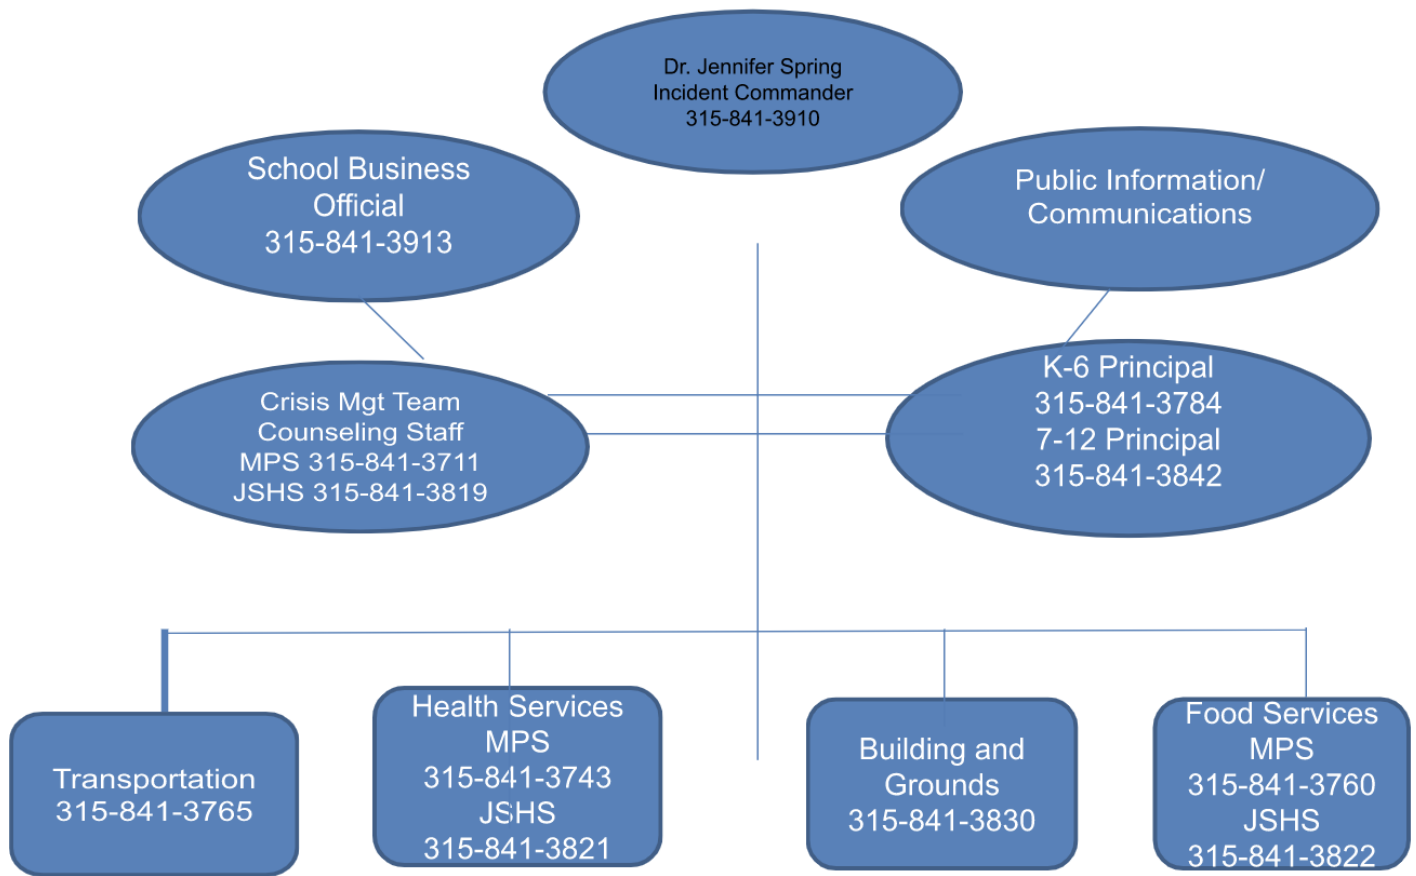 Dr. Jennifer Spring
Incident Commander
315-841-3910
School Business
Official
315-841-3913
Public Information/
Communications
Crisis Mgt Team
Counseling Staff
MPS 315-841-3711
JSHS 315-841-3819
K-6 Principal
315-841-3784
7-12 Principal
315-841-3842
Transportation
315-841-3765
Health Services
MPS
315-841-3743
JSHS
315-841-3821
Building and
Grounds
315-841-3830
Food Services
MPS
315-841-3760
JSHS
315-841-3822